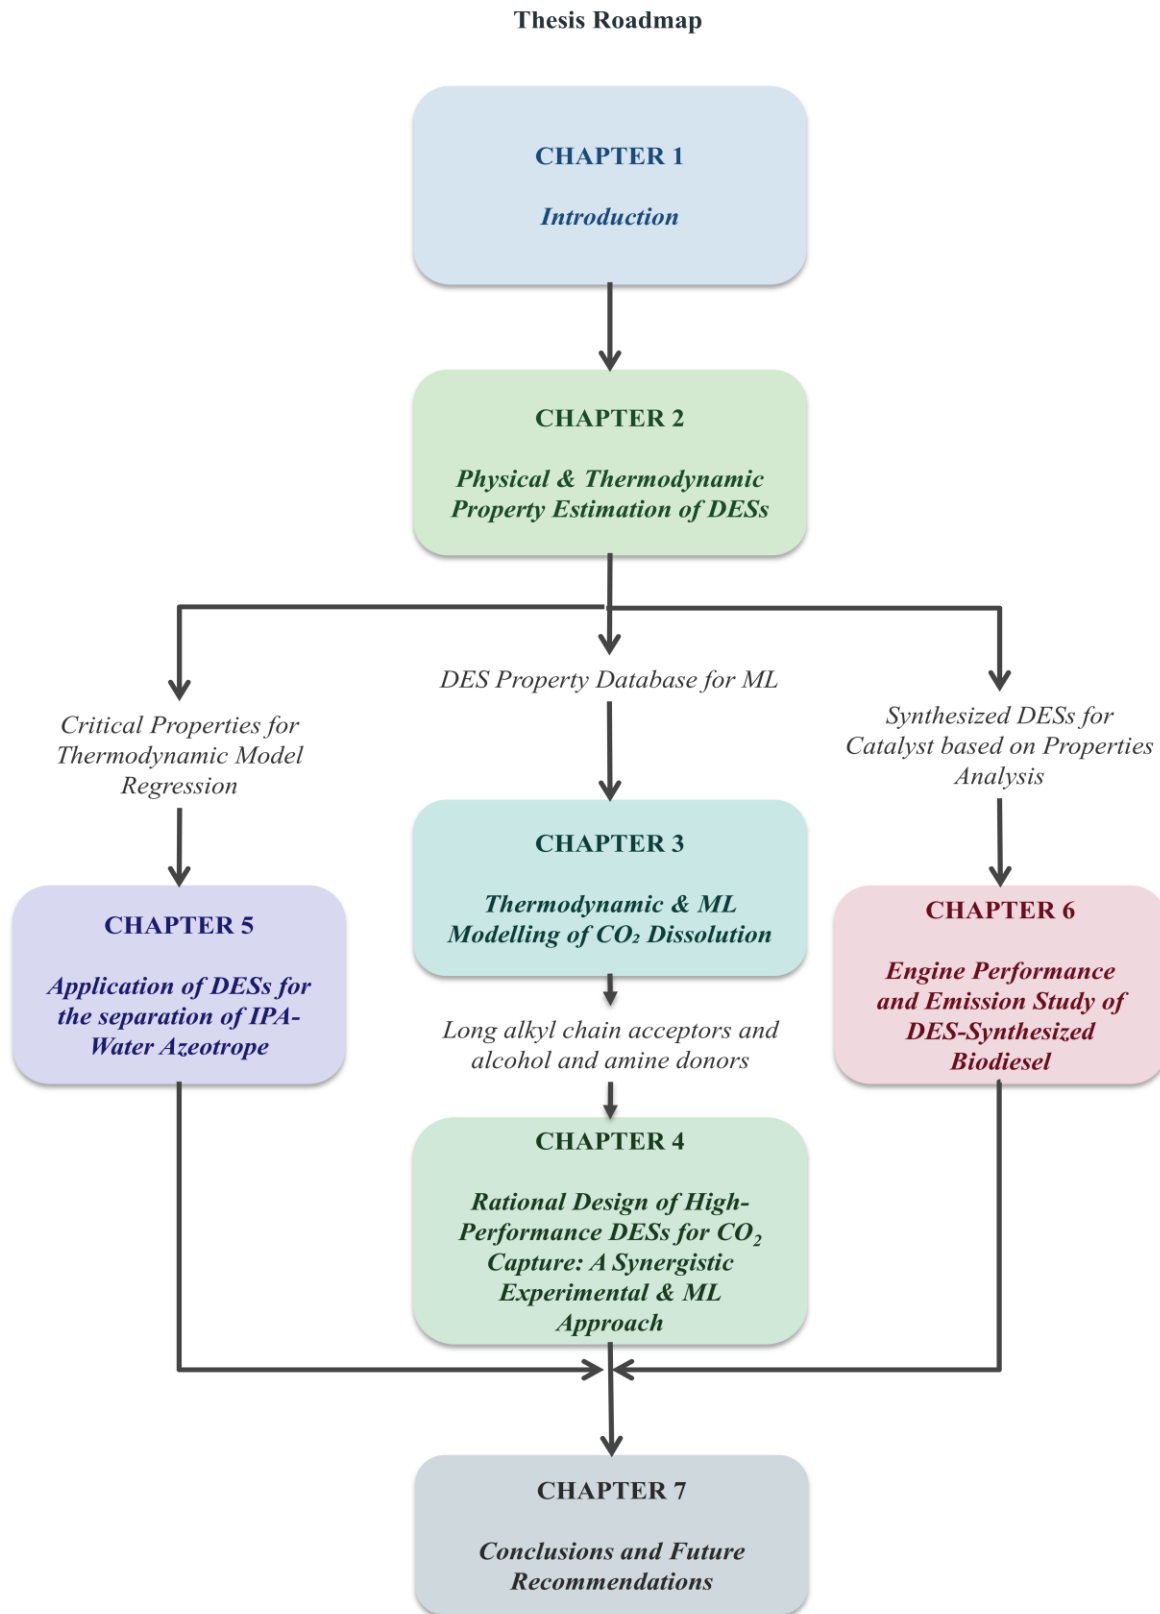 Thesis Roadmap
CHAPTER 1
Introduction
CHAPTER 2
Physical & Thermodynamic
Property Estimation of DESs
DES Property Database for ML
Critical Properties for
Thermodynamic Model
Regression
Synthesized DESs for
Catalyst based on Properties
Analysis
CHAPTER 3
Thermodynamic & ML
Modelling of CO₂ Dissolution
CHAPTER 5
Application of DESs for
the separation of IPA-
Water Azeotrope
CHAPTER 6
Engine Performance
and Emission Study of
DES-Synthesized
Biodiesel
Long alkyl chain acceptors and
alcohol and amine donors
CHAPTER 4
Rational Design of High-
Performance DESs for CO₂
Capture: A Synergistic
Experimental & ML
Approach
CHAPTER 7
Conclusions and Future
Recommendations